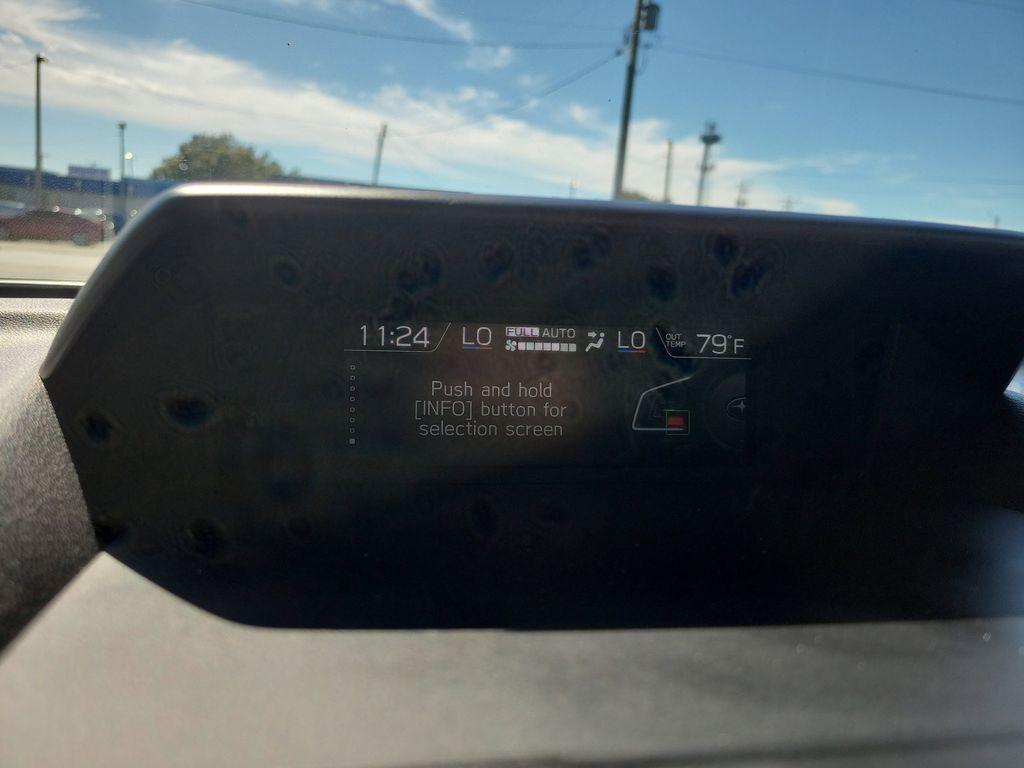 11:24 LO FULL AUTO LO OUT TEMP 79°F
Push and hold
[INFO] button for
selection screen